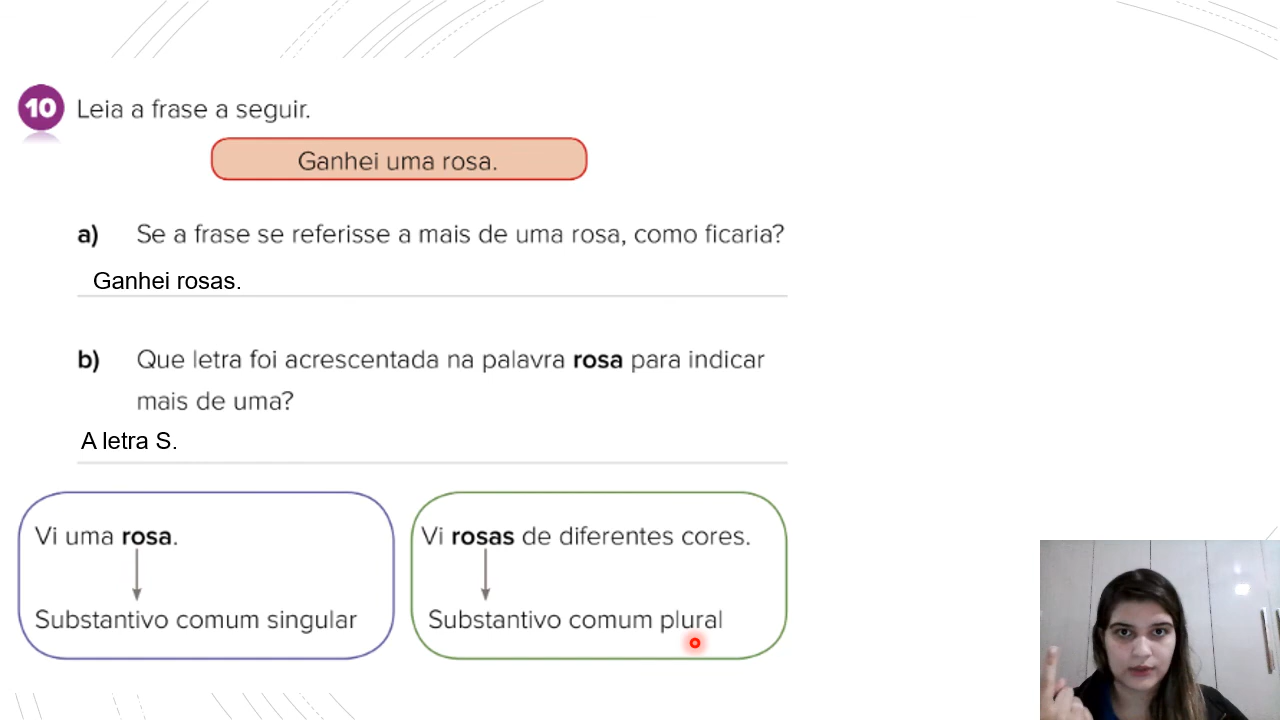 10 Leia a frase a seguir.
Ganhei uma rosa.
a) Se a frase se referisse a mais de uma rosa, como ficaria?
Ganhei rosas.
b) Que letra foi acrescentada na palavra rosa para indicar
mais de uma?
A letra S.
Vi uma rosa.
Substantivo comum singular
Vi rosas de diferentes cores.
Substantivo comum plural